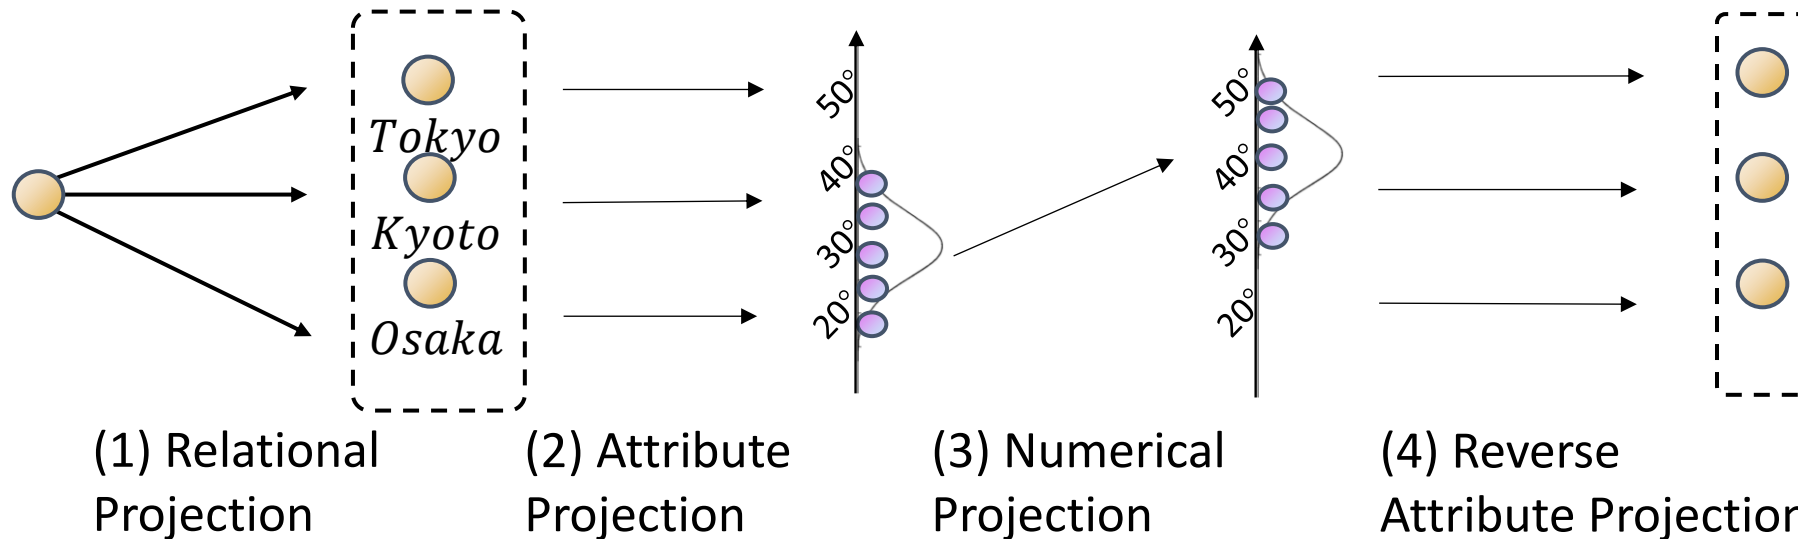 Tokyo
Kyoto
Osaka
50°
40°
30°
20°
50°
40°
30°
20°
(1) Relational
Projection
(2) Attribute
Projection
(3) Numerical
Projection
(4) Reverse
Attribute Projection